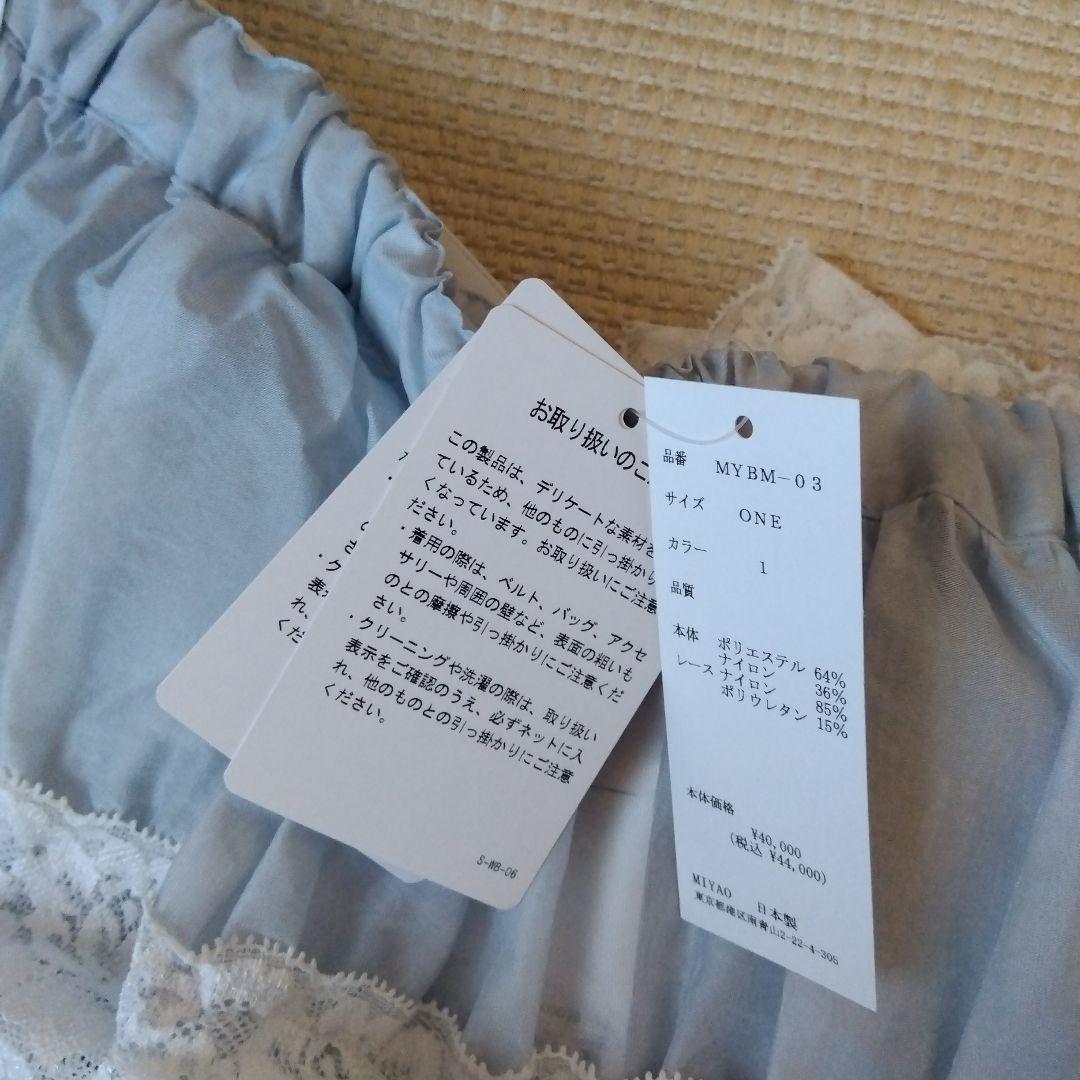 お取り扱いのご
この製品は、デリケートな素材を
ているため、他のものに引っ掛かり
くなっています。お取り扱いにご注意
ださい。
・着用の際は、ベルト、バッグ、アクセ
サリーや周囲の壁など、表面の粗いも
のとの摩擦や引っ掛かりにご注意くだ
さい。
・クリーニングや洗濯の際は、取り扱い
表示をご確認のうえ、必ずネットに入
れ、他のものとの引っ掛かりにご注意
ください。
S-WB-06
品番 MYBM-03
サイズ ONE
カラー
1
品質
本体 ポリエステル 64%
ナイロン 36%
レース ナイロン 85%
ポリウレタン 15%
本体価格
¥40,000
(税込 ¥44,000)
MIYAO 日本製
東京都港区南青山2-22-4-305